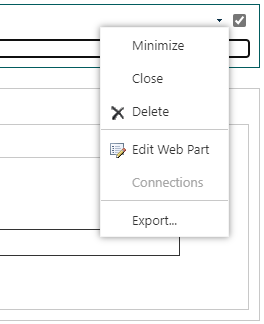 Minimize
Close
Delete
Edit Web Part
Connections
Export...